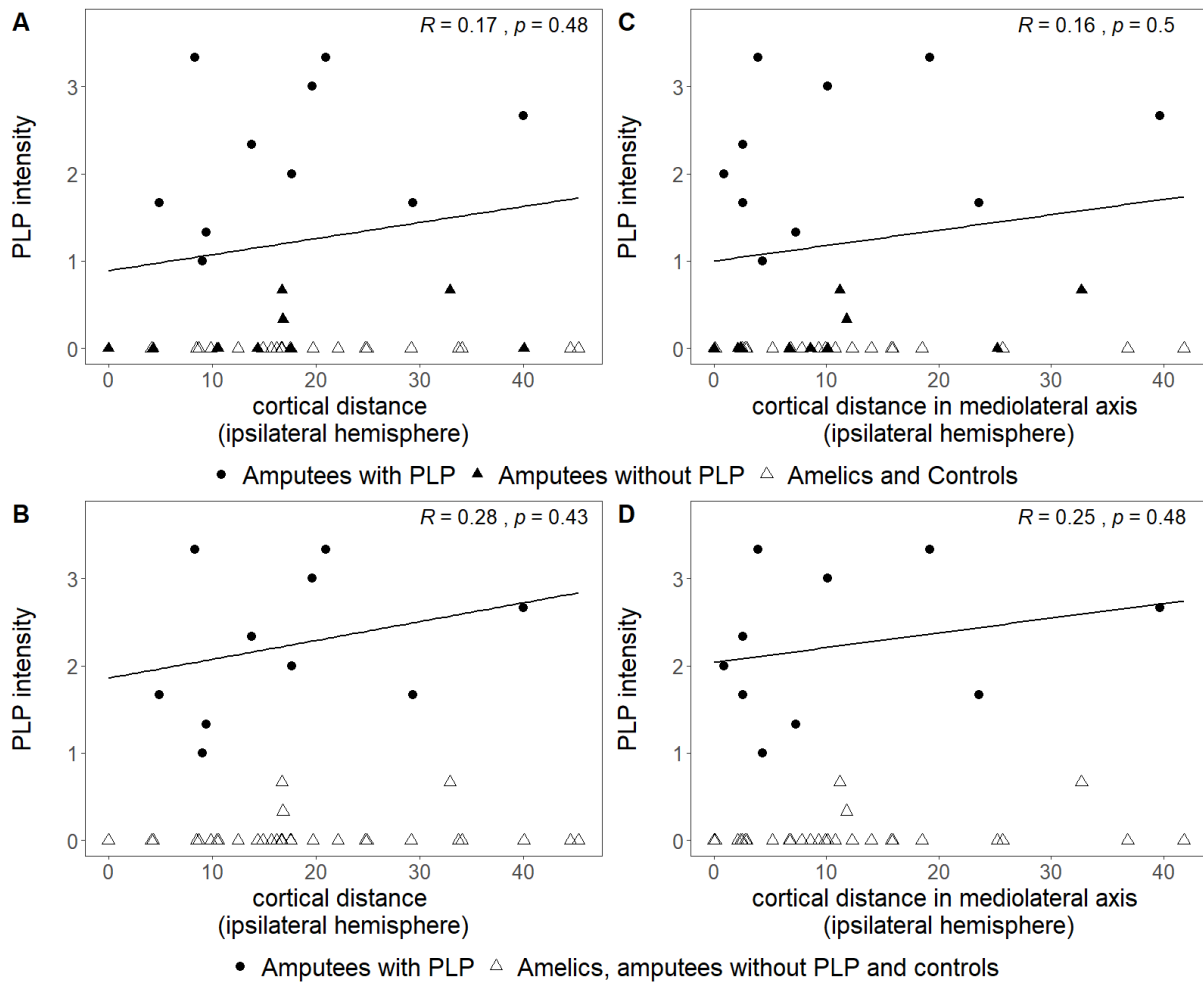 A
R = 0.17 , p = 0.48
PLP intensity
3
2
1
0
0 10 20 30 40
cortical distance
(ipsilateral hemisphere)
C
R = 0.16 , p = 0.5
PLP intensity
3
2
1
0
0 10 20 30 40
cortical distance in mediolateral axis
(ipsilateral hemisphere)
Amputees with PLP Amputees without PLP Amelics and Controls
B
R = 0.28 , p = 0.43
PLP intensity
3
2
1
0
0 10 20 30 40
cortical distance
(ipsilateral hemisphere)
D
R = 0.25 , p = 0.48
PLP intensity
3
2
1
0
0 10 20 30 40
cortical distance in mediolateral axis
(ipsilateral hemisphere)
Amputees with PLP Amelics, amputees without PLP and controls